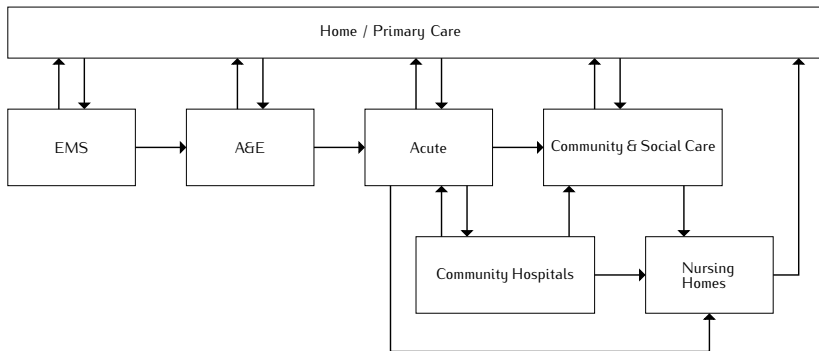 Home / Primary Care
EMS
A&E
Acute
Community & Social Care
Community Hospitals
Nursing
Homes